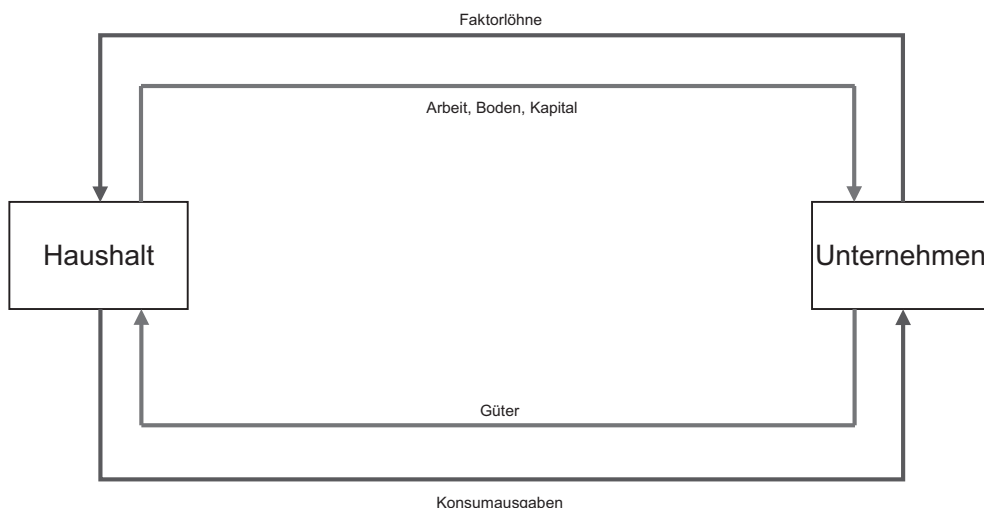 Faktorlöhne
Arbeit, Boden, Kapital
Haushalt
Unternehmen
Güter
Konsumausgaben